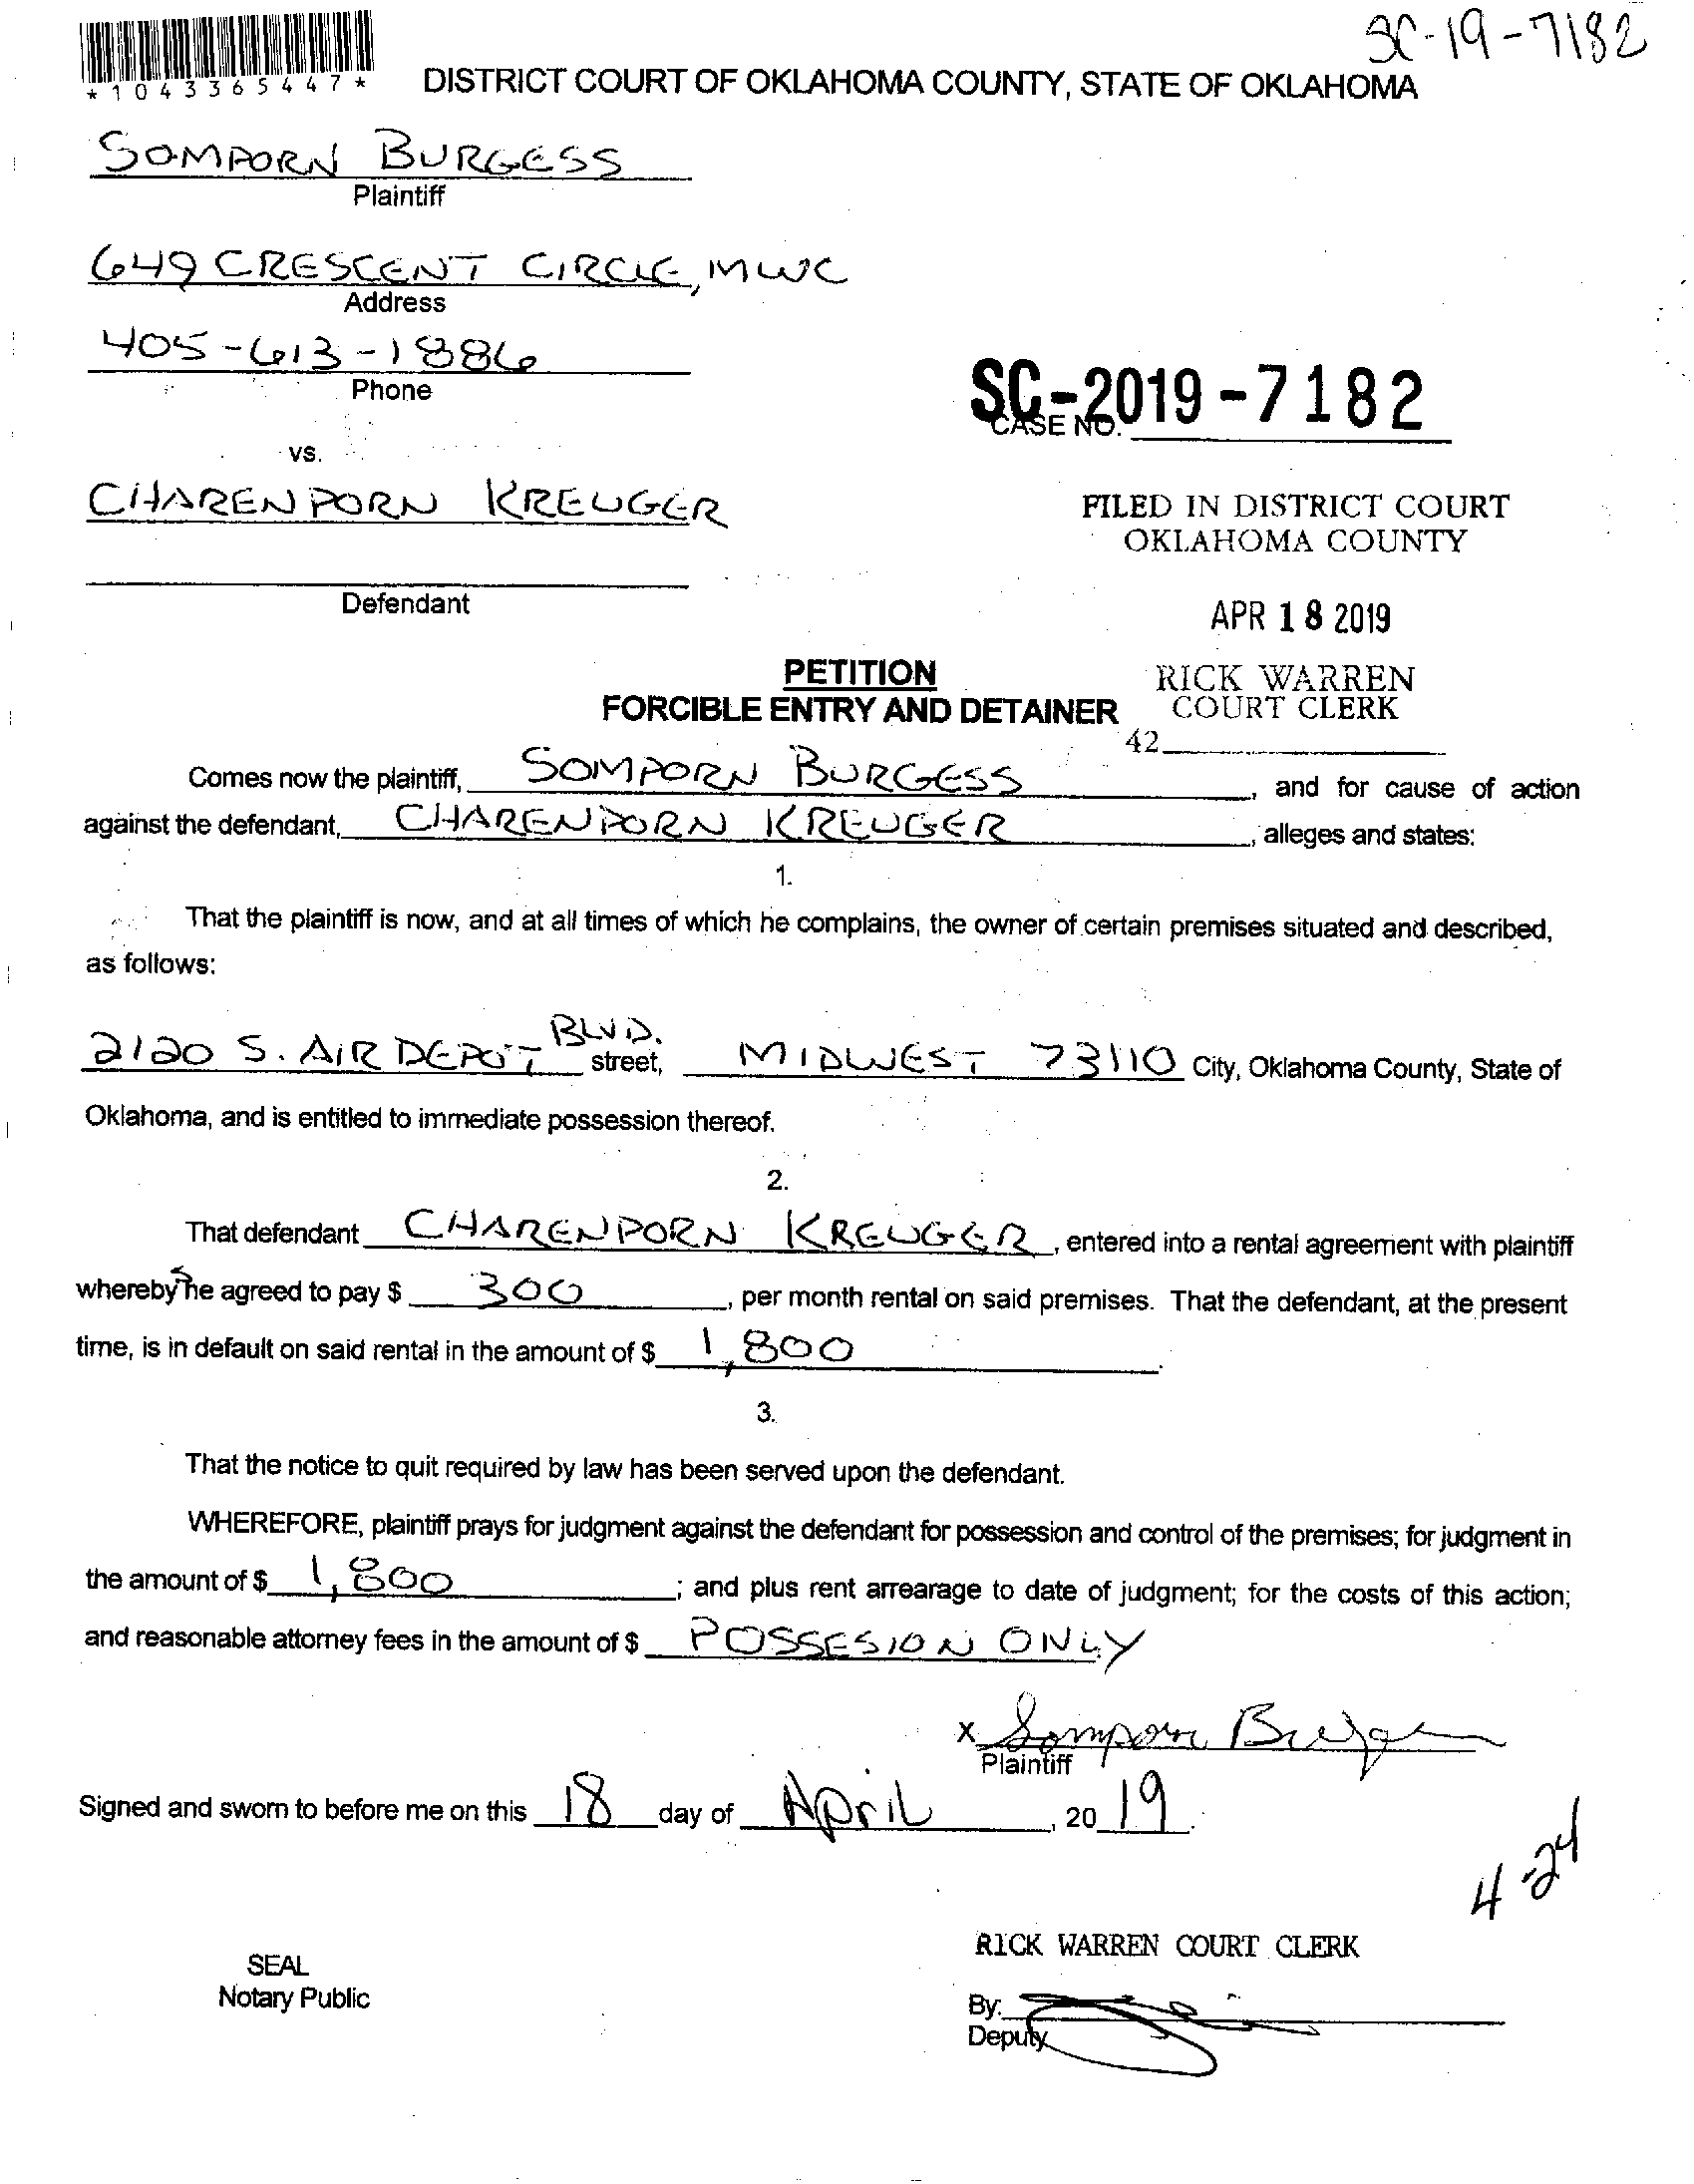 SC-19-7182
*1043365447*
DISTRICT COURT OF OKLAHOMA COUNTY, STATE OF OKLAHOMA
SOMPORN BURGESS
Plaintiff
649 CRESCENT CIRCLE, MWC
Address
405-613-1886
Phone
SC-2019-7182
CASE NO.
vs.
CHARENPORN KREUGER
Defendant
FILED IN DISTRICT COURT
OKLAHOMA COUNTY
APR 18 2019
RICK WARREN
COURT CLERK
42
PETITION
FORCIBLE ENTRY AND DETAINER
Comes now the plaintiff, SOMPORN BURGESS, and for cause of action
against the defendant, CHARENPORN KREUGER, alleges and states:
1.
That the plaintiff is now, and at all times of which he complains, the owner of certain premises situated and described,
as follows:
2120 S. AIR DEPOT BLVD. street, MIDWEST 73110 City, Oklahoma County, State of
Oklahoma, and is entitled to immediate possession thereof.
2.
That defendant CHARENPORN KREUGER, entered into a rental agreement with plaintiff
whereby She agreed to pay $ 300, per month rental on said premises. That the defendant, at the present
time, is in default on said rental in the amount of $ 1,800.
3.
That the notice to quit required by law has been served upon the defendant.
WHEREFORE, plaintiff prays for judgment against the defendant for possession and control of the premises; for judgment in
the amount of $ 1,800; and plus rent arrearage to date of judgment; for the costs of this action;
and reasonable attorney fees in the amount of $ POSSESION ONLY
X Somporn Burgess
Plaintiff
Signed and sworn to before me on this 18 day of April, 2019.
4-24
RICK WARREN COURT CLERK
SEAL
Notary Public
By:
Deputy